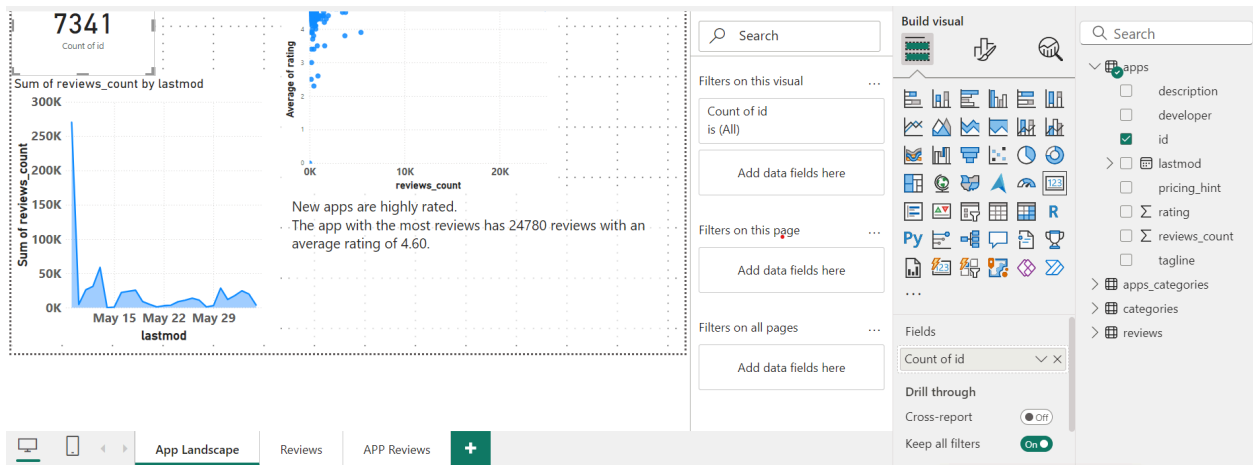 7341
Count of id
Sum of reviews_count by lastmod
300K
250K
200K
150K
100K
50K
0K
Sum of reviews_count
May 15 May 22 May 29
lastmod
4
3
2
1
0
Average of rating
0K 10K 20K
reviews_count
New apps are highly rated.
The app with the most reviews has 24780 reviews with an
average rating of 4.60.
App Landscape
Reviews
APP Reviews
Search
Filters on this visual
Count of id
is (All)
Add data fields here
Filters on this page
Add data fields here
Filters on all pages
Add data fields here
Build visual
123
R
Py
123
Fields
Count of id
Drill through
Cross-report
Off
Keep all filters
On
Search
apps
description
developer
id
lastmod
pricing_hint
Σ rating
Σ reviews_count
tagline
apps_categories
categories
reviews